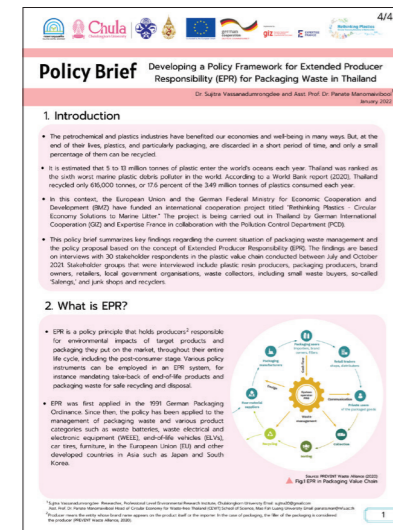 4/4
Chula
giz
Rethinking Plastics
Policy Brief
Developing a Policy Framework for Extended Producer
Responsibility (EPR) for Packaging Waste in Thailand
Dr. Sujitra Vassanadumrongdee and Asst. Prof. Dr. Panate Manomaivibool¹
January, 2022
1. Introduction
• The petrochemical and plastics industries have benefited our economies and well-being in many ways. But, at the
end of their lives, plastics, and particularly packaging, are discarded in a short period of time, and only a small
percentage of them can be recycled.
• It is estimated that 5 to 13 million tonnes of plastic enter the world's oceans each year. Thailand was ranked as
the sixth worst marine plastic debris polluter in the world. According to a World Bank report (2020), Thailand
recycled only 616,000 tonnes, or 17.6 percent of the 3.49 million tonnes of plastics consumed each year.
• In this context, the European Union and the German Federal Ministry for Economic Cooperation and
Development (BMZ) have funded an international cooperation project titled "Rethinking Plastics - Circular
Economy Solutions to Marine Litter." The project is being carried out in Thailand by German International
Cooperation (GIZ) and Expertise France in collaboration with the Pollution Control Department (PCD).
• This policy brief summarizes key findings regarding the current situation of packaging waste management and
the policy proposal based on the concept of Extended Producer Responsibility (EPR). The findings are based
on interviews with 30 stakeholder respondents in the plastic value chain conducted between July and October
2021. Stakeholder groups that were interviewed include plastic resin producers, packaging producers, brand
owners, retailers, local government organisations, waste collectors, including small waste buyers, so-called
'Salengs,' and junk shops and recyclers.
2. What is EPR?
• EPR is a policy principle that holds producers² responsible
for environmental impacts of target products and
packaging they put on the market, throughout their entire
life cycle, including the post-consumer stage. Various policy
instruments can be employed in an EPR system, for
instance mandating take-back of end-of-life products and
packaging waste for safe recycling and disposal.
• EPR was first applied in the 1991 German Packaging
Ordinance. Since then, the policy has been applied to the
management of packaging waste and various product
categories such as waste batteries, waste electrical and
electronic equipment (WEEE), end-of-life vehicles (ELVs),
car tires, furniture, in the European Union (EU) and other
developed countries in Asia such as Japan and South
Korea.
Waste
management
Sorting
Source: PREVENT Waste Alliance (2020)
Fig.1 EPR in Packaging Value Chain
1